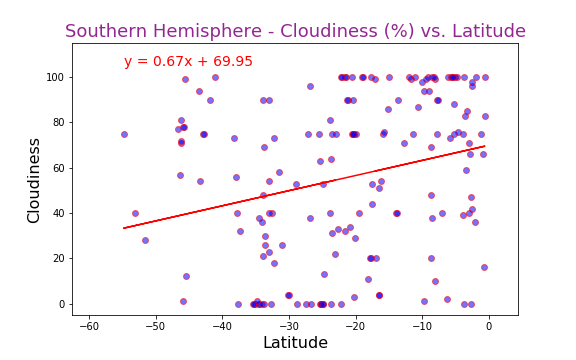 Southern Hemisphere - Cloudiness (%) vs. Latitude
y = 0.67x + 69.95
100
80
60
40
20
0
Cloudiness
−60 −50 −40 −30 −20 −10 0
Latitude